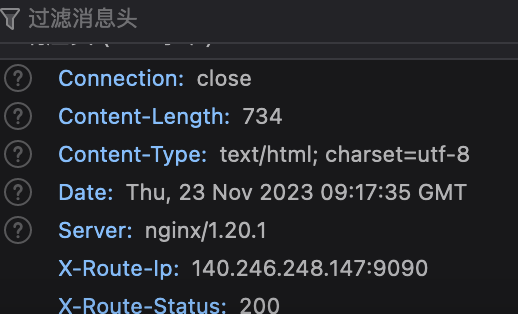 过滤消息头
Connection: close
Content-Length: 734
Content-Type: text/html; charset=utf-8
Date: Thu, 23 Nov 2023 09:17:35 GMT
Server: nginx/1.20.1
X-Route-Ip: 140.246.248.147:9090
X-Route-Status: 200